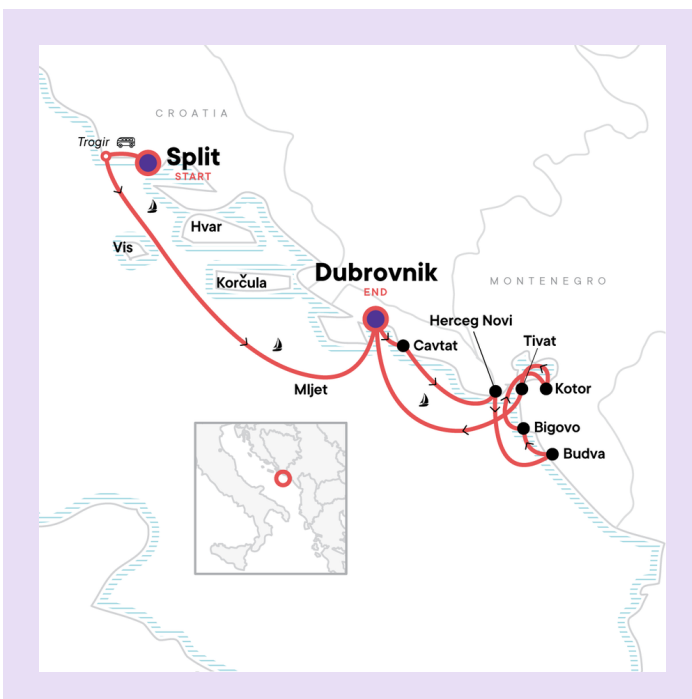 CROATIA
Trogir
Split
START
Hvar
Vis
Korčula
Dubrovnik
END
MONTENEGRO
Herceg Novi
Tivat
Cavtat
Kotor
Mljet
Bigovo
Budva